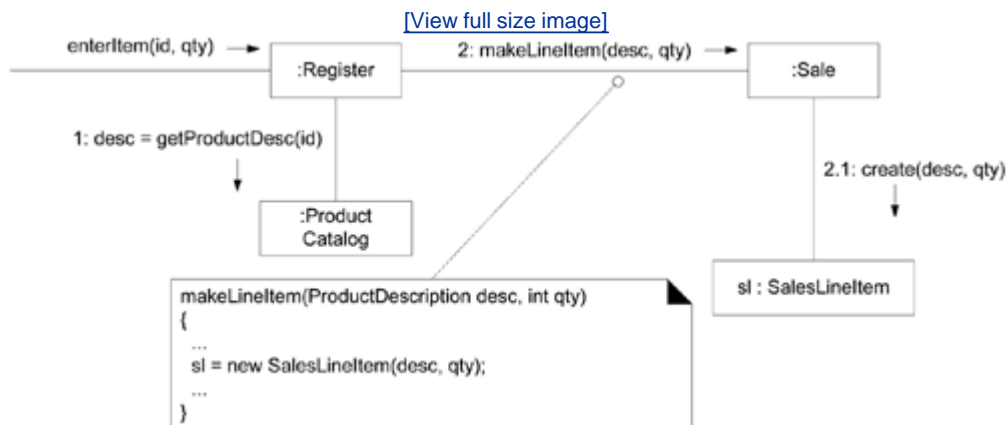 [View full size image]
enterItem(id, qty)
2: makeLineItem(desc, qty)
:Register
:Sale
1: desc = getProductDesc(id)
2.1: create(desc, qty)
:Product
Catalog
sl : SalesLineItem
makeLineItem(ProductDescription desc, int qty)
{
...
sl = new SalesLineItem(desc, qty);
...
}